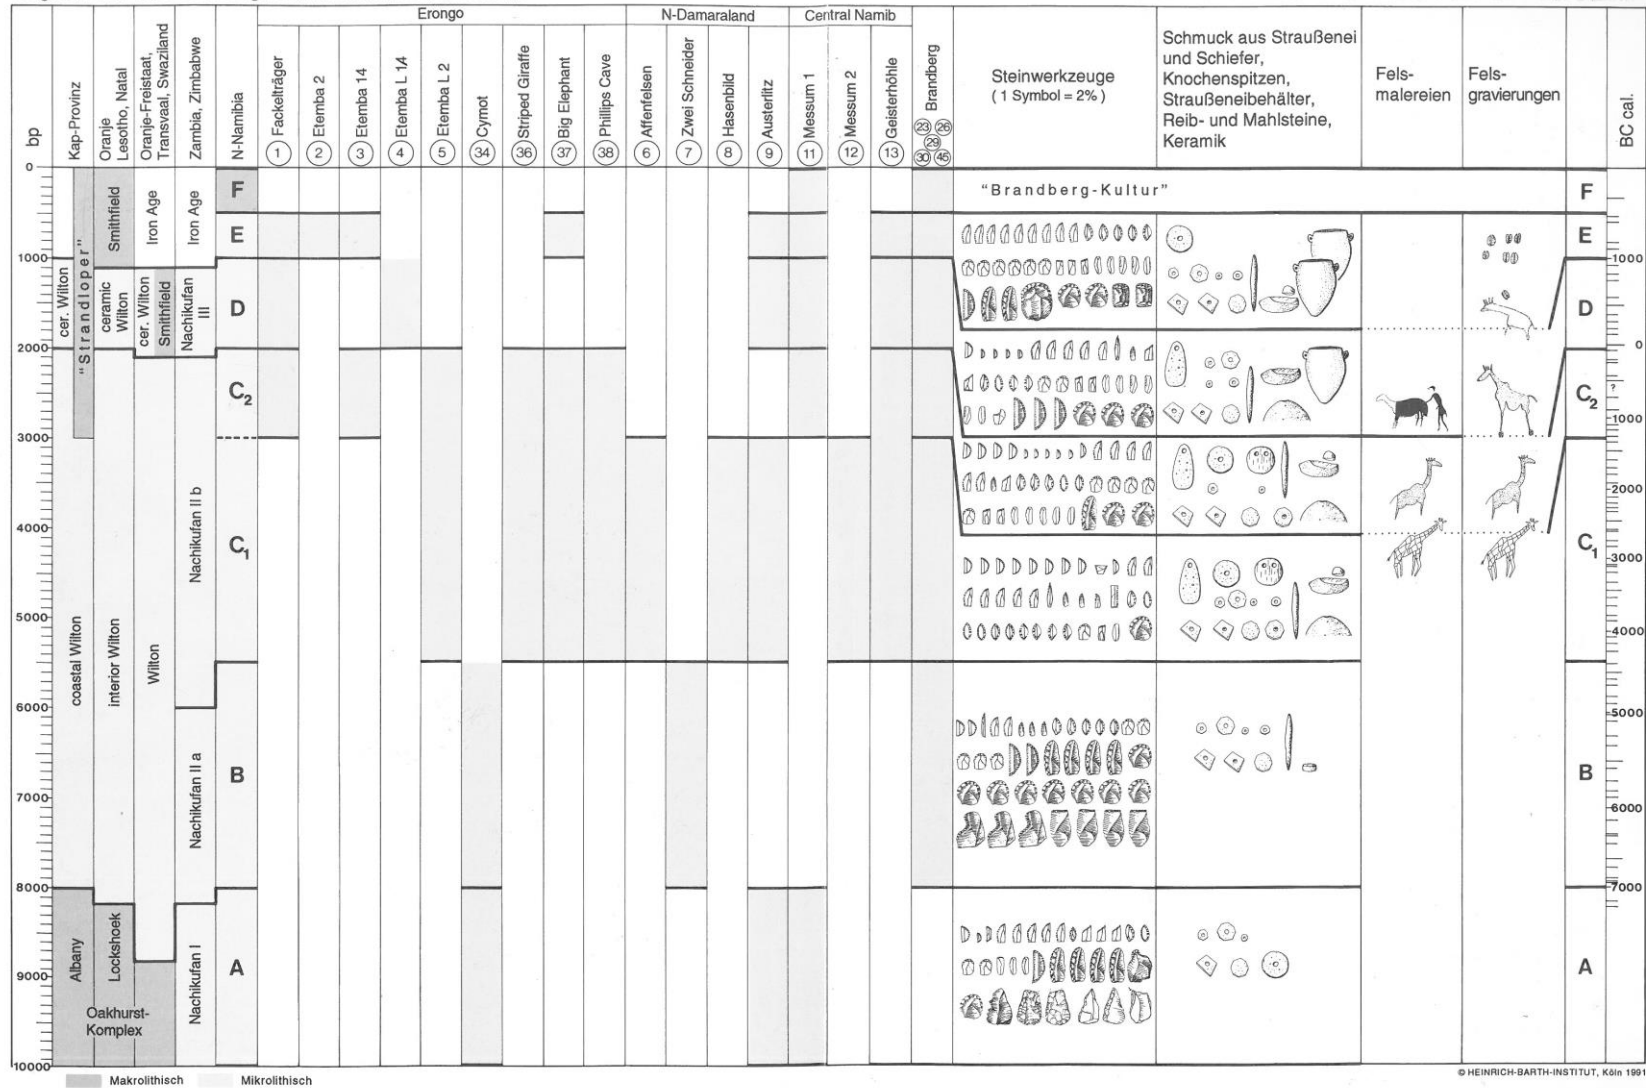 Erongo
N-Damaraland
Central Namib
bp
Kap-Provinz
Oranje
Lesotho, Natal
Oranje-Freistaat,
Transvaal, Swaziland
Zambia, Zimbabwe
N-Namibia
Fackelträger
1
Etemba 2
2
Etemba 14
3
Etemba L 14
4
Etemba L 2
5
Cymot
34
Striped Giraffe
36
Big Elephant
37
Phillips Cave
38
Affenfelsen
6
Zwei Schneider
7
Hasenbild
8
Austerlitz
9
Messum 1
11
Messum 2
12
Geisterhöhle
13
Brandberg
23 26
29
30 45
Steinwerkzeuge
( 1 Symbol = 2% )
Schmuck aus Straußenei
und Schiefer,
Knochenspitzen,
Straußeneibehälter,
Reib- und Mahlsteine,
Keramik
Fels-
malereien
Fels-
gravierungen
BC cal.
0
1000
2000
3000
4000
5000
6000
7000
8000
9000
10000
cer. Wilton
"Strandloper"
coastal Wilton
Albany
Smithfield
ceramic
Wilton
interior Wilton
Lockshoek
Oakhurst-
Komplex
Iron Age
cer. Wilton
Smithfield
Wilton
Iron Age
Nachikufan
III
Nachikufan II b
Nachikufan II a
Nachikufan I
F
E
D
C2
C1
B
A
"Brandberg-Kultur"
F
E
D
C2
C1
B
A
1000
0
?
1000
2000
3000
4000
5000
6000
7000
Makrolithisch
Mikrolithisch
© HEINRICH-BARTH-INSTITUT, Köln 1991